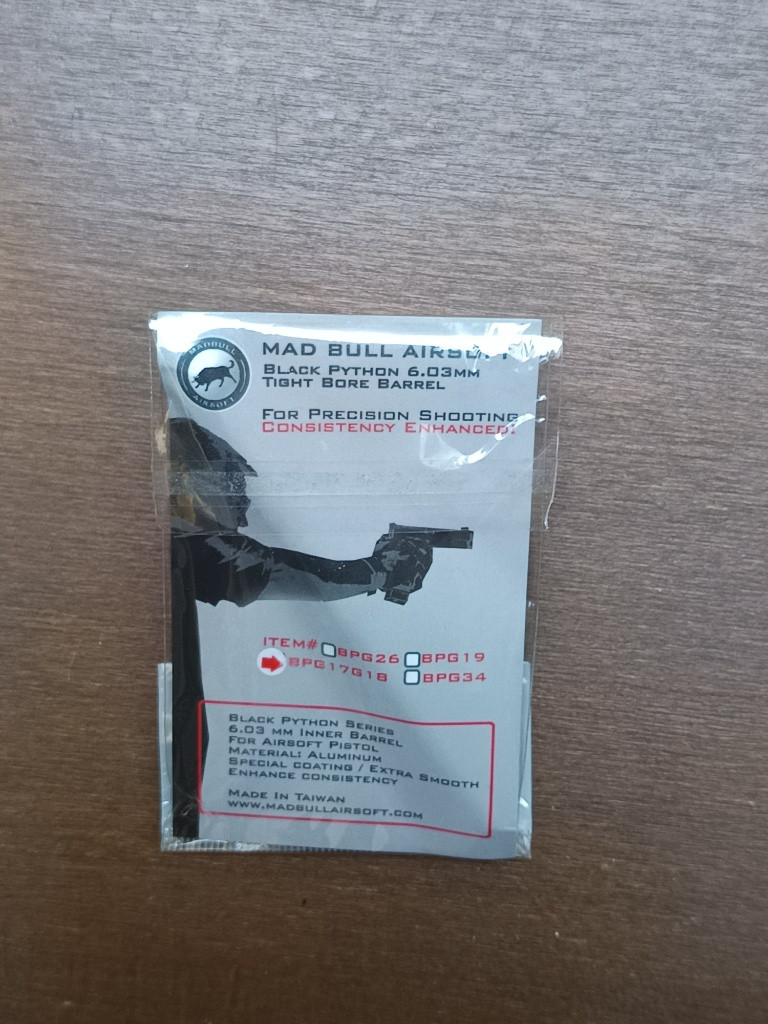 MADBULL
AIRSOFT
MAD BULL AIRSOFT
BLACK PYTHON 6.03MM
TIGHT BORE BARREL
FOR PRECISION SHOOTING
CONSISTENCY ENHANCED!
ITEM# BPG26 BPG19
BPG17G18 BPG34
BLACK PYTHON SERIES
6.03 MM INNER BARREL
FOR AIRSOFT PISTOL
MATERIAL: ALUMINUM
SPECIAL COATING / EXTRA SMOOTH
ENHANCE CONSISTENCY
MADE IN TAIWAN
WWW.MADBULLAIRSOFT.COM